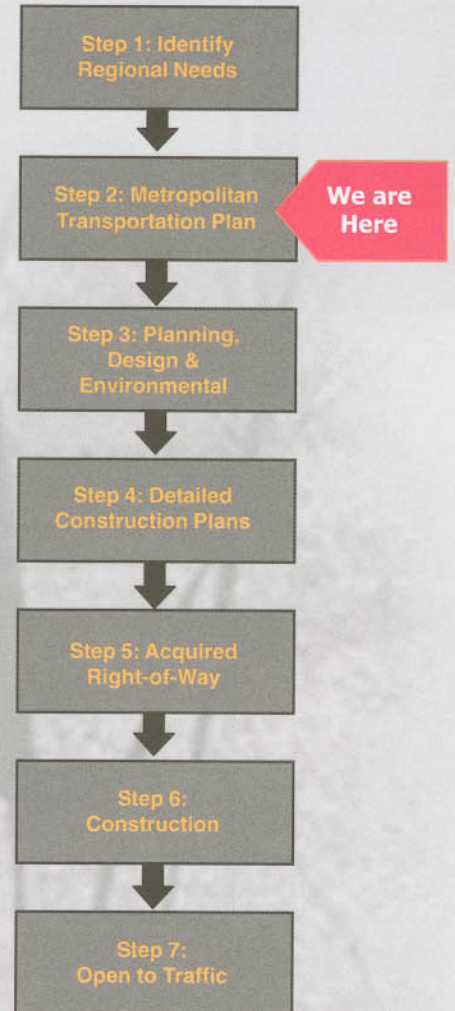 Step 1: Identify
Regional Needs
Step 2: Metropolitan
Transportation Plan
We are
Here
Step 3: Planning,
Design &
Environmental
Step 4: Detailed
Construction Plans
Step 5: Acquired
Right-of-Way
Step 6:
Construction
Step 7:
Open to Traffic